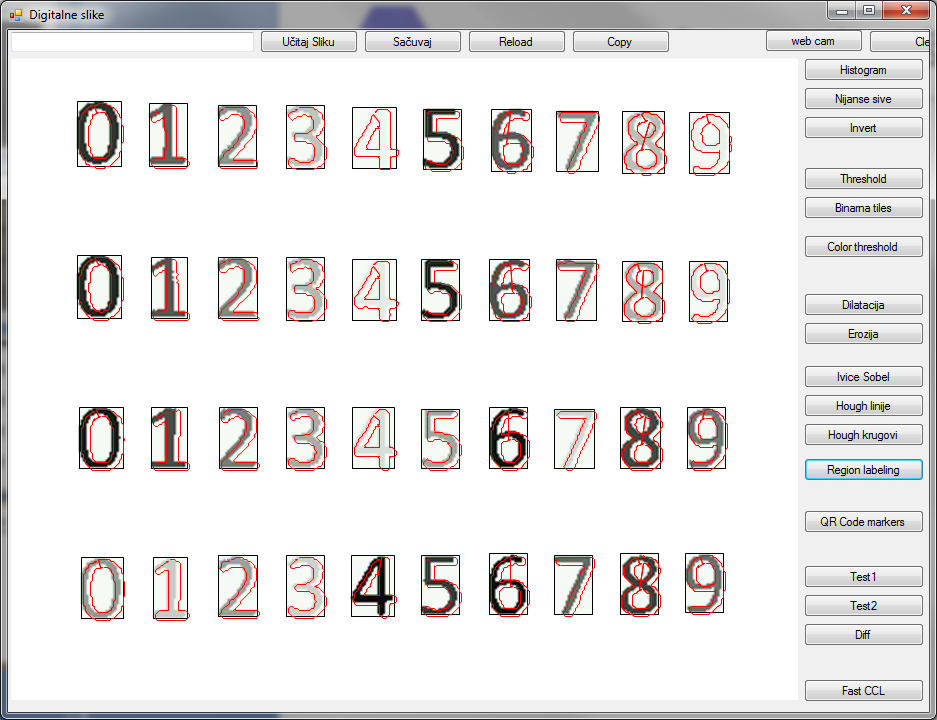 Digitalne slike
Učitaj Sliku Sačuvaj Reload Copy web cam Cle
Histogram
Nijanse sive
Invert
Threshold
Binarna tiles
Color threshold
Dilatacija
Erozija
Ivice Sobel
Hough linije
Hough krugovi
Region labeling
QR Code markers
Test1
Test2
Diff
Fast CCL
0 1 2 3 4 5 6 7 8 9
0 1 2 3 4 5 6 7 8 9
0 1 2 3 4 5 6 7 8 9
0 1 2 3 4 5 6 7 8 9